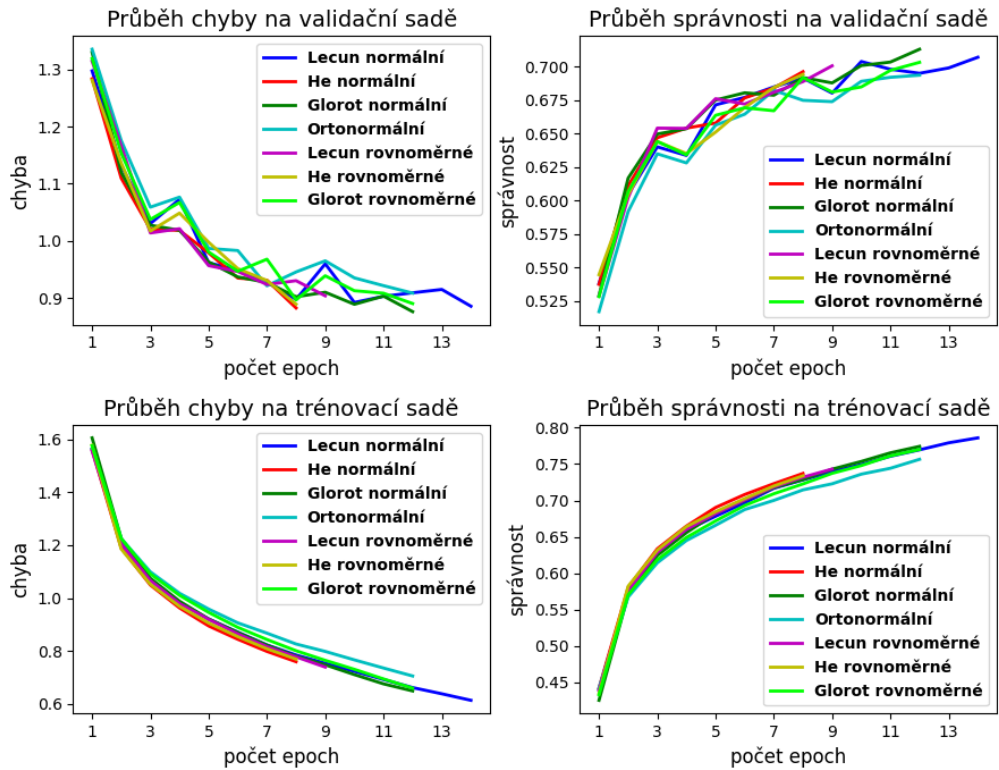 Průběh chyby na validační sadě
chyba
1.3
1.2
1.1
1.0
0.9
Lecun normální
He normální
Glorot normální
Ortonormální
Lecun rovnoměrné
He rovnoměrné
Glorot rovnoměrné
1 3 5 7 9 11 13
počet epoch
Průběh správnosti na validační sadě
správnost
0.700
0.675
0.650
0.625
0.600
0.575
0.550
0.525
Lecun normální
He normální
Glorot normální
Ortonormální
Lecun rovnoměrné
He rovnoměrné
Glorot rovnoměrné
1 3 5 7 9 11 13
počet epoch
Průběh chyby na trénovací sadě
chyba
1.6
1.4
1.2
1.0
0.8
0.6
Lecun normální
He normální
Glorot normální
Ortonormální
Lecun rovnoměrné
He rovnoměrné
Glorot rovnoměrné
1 3 5 7 9 11 13
počet epoch
Průběh správnosti na trénovací sadě
správnost
0.80
0.75
0.70
0.65
0.60
0.55
0.50
0.45
Lecun normální
He normální
Glorot normální
Ortonormální
Lecun rovnoměrné
He rovnoměrné
Glorot rovnoměrné
1 3 5 7 9 11 13
počet epoch